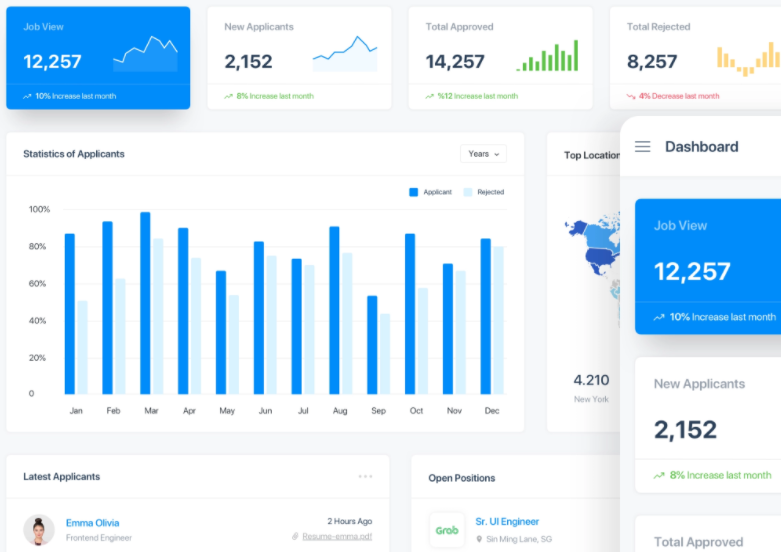 Job View
12,257
10% Increase last month
New Applicants
2,152
8% Increase last month
Total Approved
14,257
%12 Increase last month
Total Rejected
8,257
4% Decrease last month
Statistics of Applicants
Years
Applicant
Rejected
100%
80%
60%
40%
20%
0
Jan Feb Mar Apr May Jun Jul Aug Sep Oct Nov Dec
Top Location
4.210
New York
Latest Applicants
Emma Olivia
Frontend Engineer
2 Hours Ago
Resume-emma.pdf
Open Positions
Grab
Sr. UI Engineer
Sin Ming Lane, SG
Dashboard
Job View
12,257
10% Increase last month
New Applicants
2,152
8% Increase last month
Total Approved